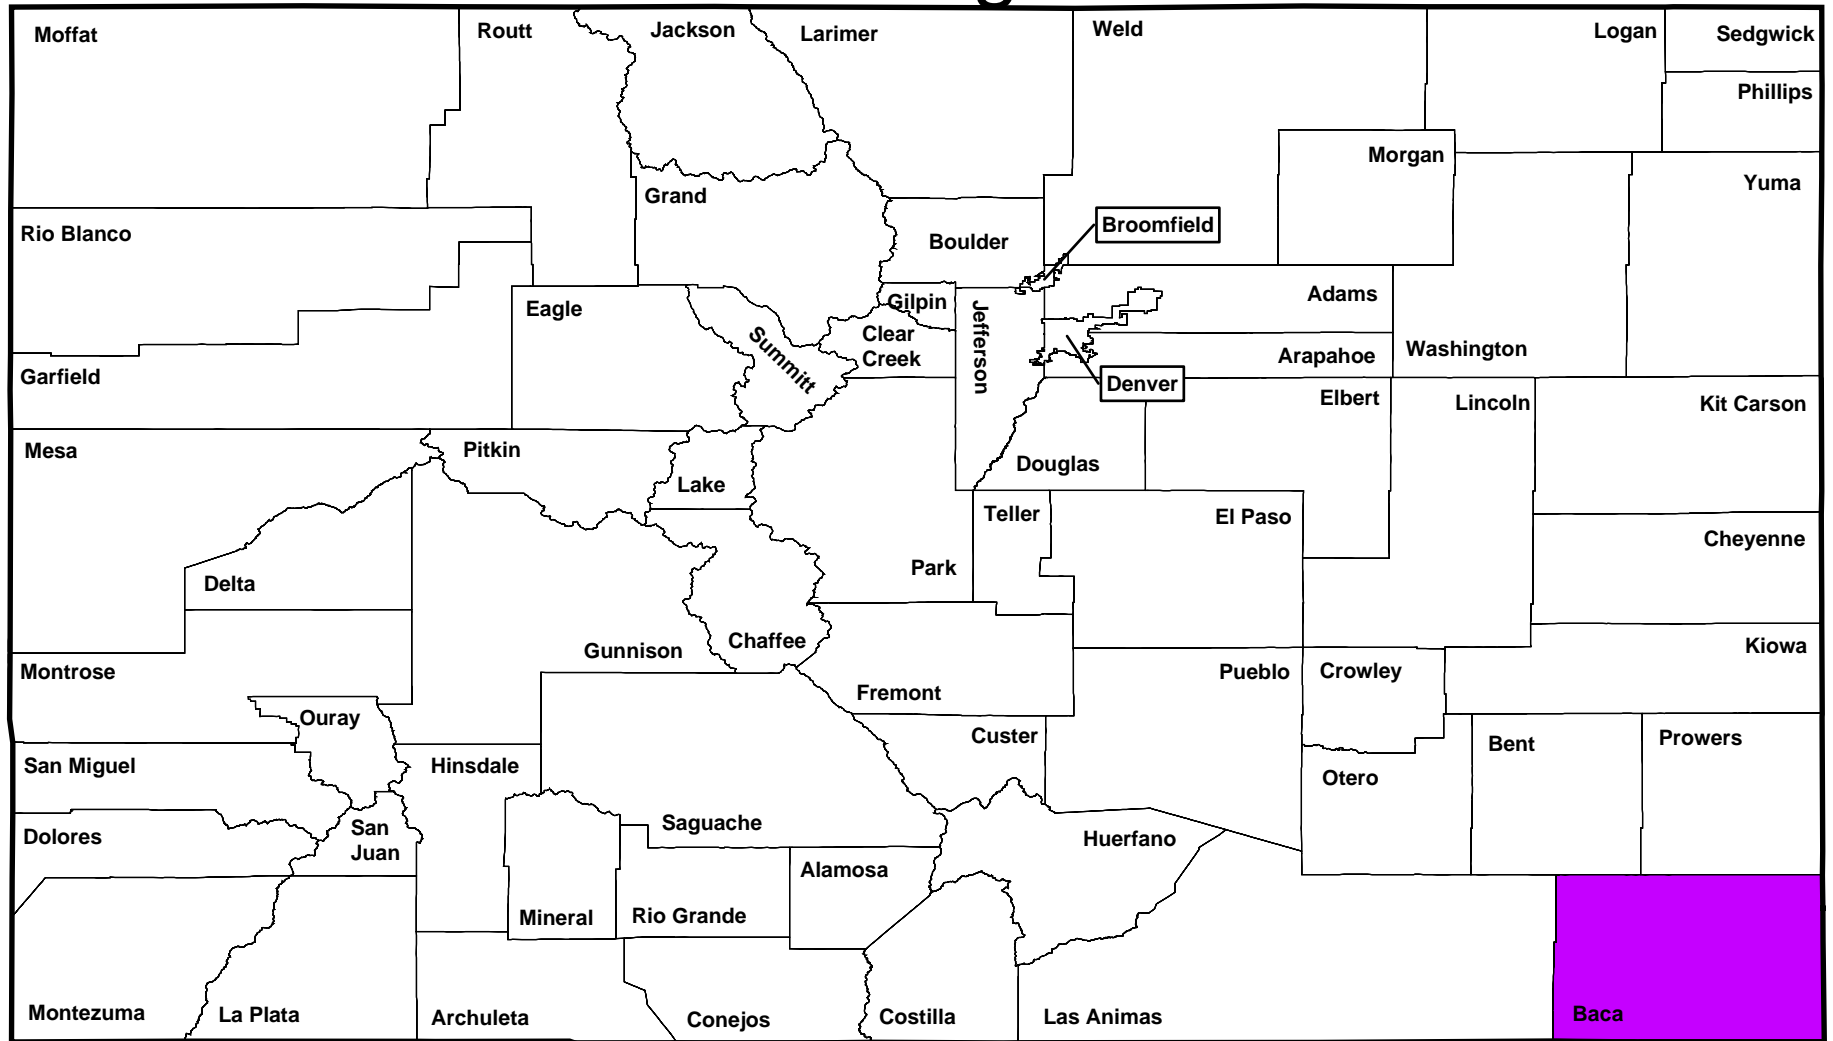 Moffat
Routt
Jackson
Larimer
Weld
Logan
Sedgwick
Phillips
Morgan
Yuma
Grand
Rio Blanco
Boulder
Broomfield
Eagle
Gilpin
Adams
Summitt
Clear
Creek
Jefferson
Arapahoe
Washington
Garfield
Denver
Elbert
Lincoln
Kit Carson
Mesa
Pitkin
Lake
Douglas
Teller
El Paso
Cheyenne
Delta
Park
Gunnison
Chaffee
Kiowa
Montrose
Pueblo
Crowley
Fremont
Ouray
Custer
Bent
Prowers
San Miguel
Hinsdale
Otero
Dolores
San
Juan
Saguache
Huerfano
Alamosa
Mineral
Rio Grande
Montezuma
La Plata
Archuleta
Conejos
Costilla
Las Animas
Baca